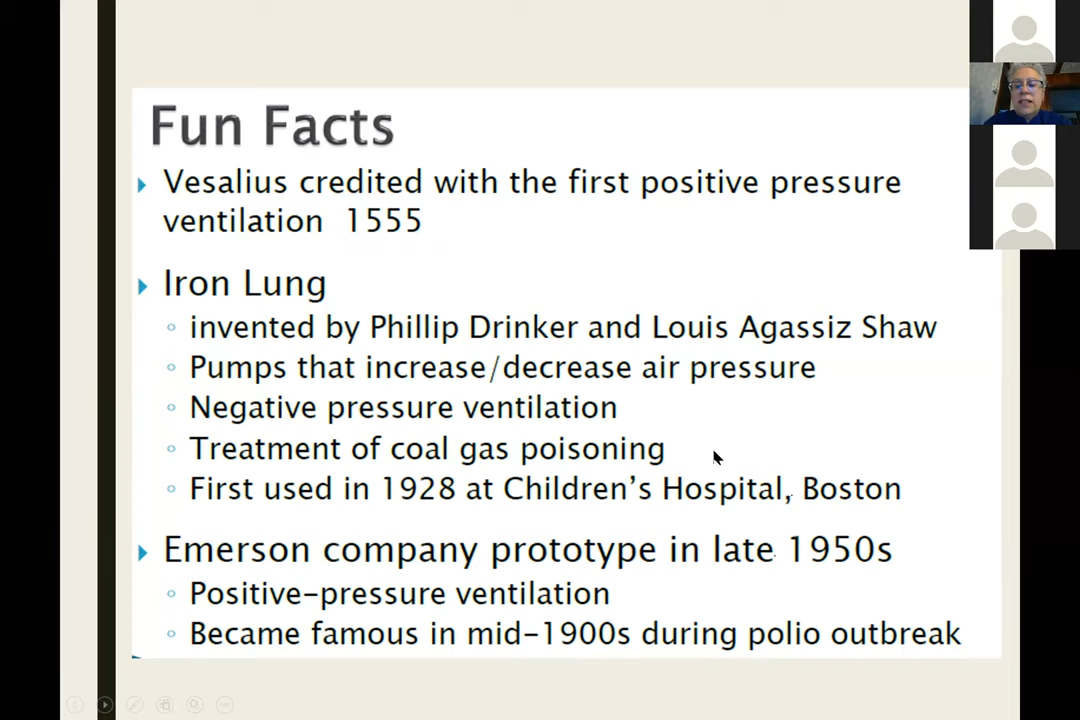 Fun Facts
Vesalius credited with the first positive pressure
ventilation 1555
Iron Lung
invented by Phillip Drinker and Louis Agassiz Shaw
Pumps that increase/decrease air pressure
Negative pressure ventilation
Treatment of coal gas poisoning
First used in 1928 at Children's Hospital, Boston
Emerson company prototype in late 1950s
Positive-pressure ventilation
Became famous in mid-1900s during polio outbreak